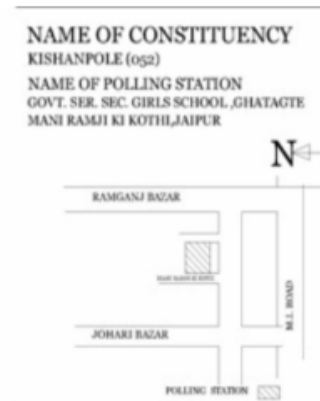 NAME OF CONSTITUENCY
KISHANPOLE (052)
NAME OF POLLING STATION
GOVT. SER. SEC. GIRLS SCHOOL ,GHATAGTE
MANI RAMJI KI KOTHI,JAIPUR
N
RAMGANJ BAZAR
M.I. ROAD
JOHARI BAZAR
POLLING STATION